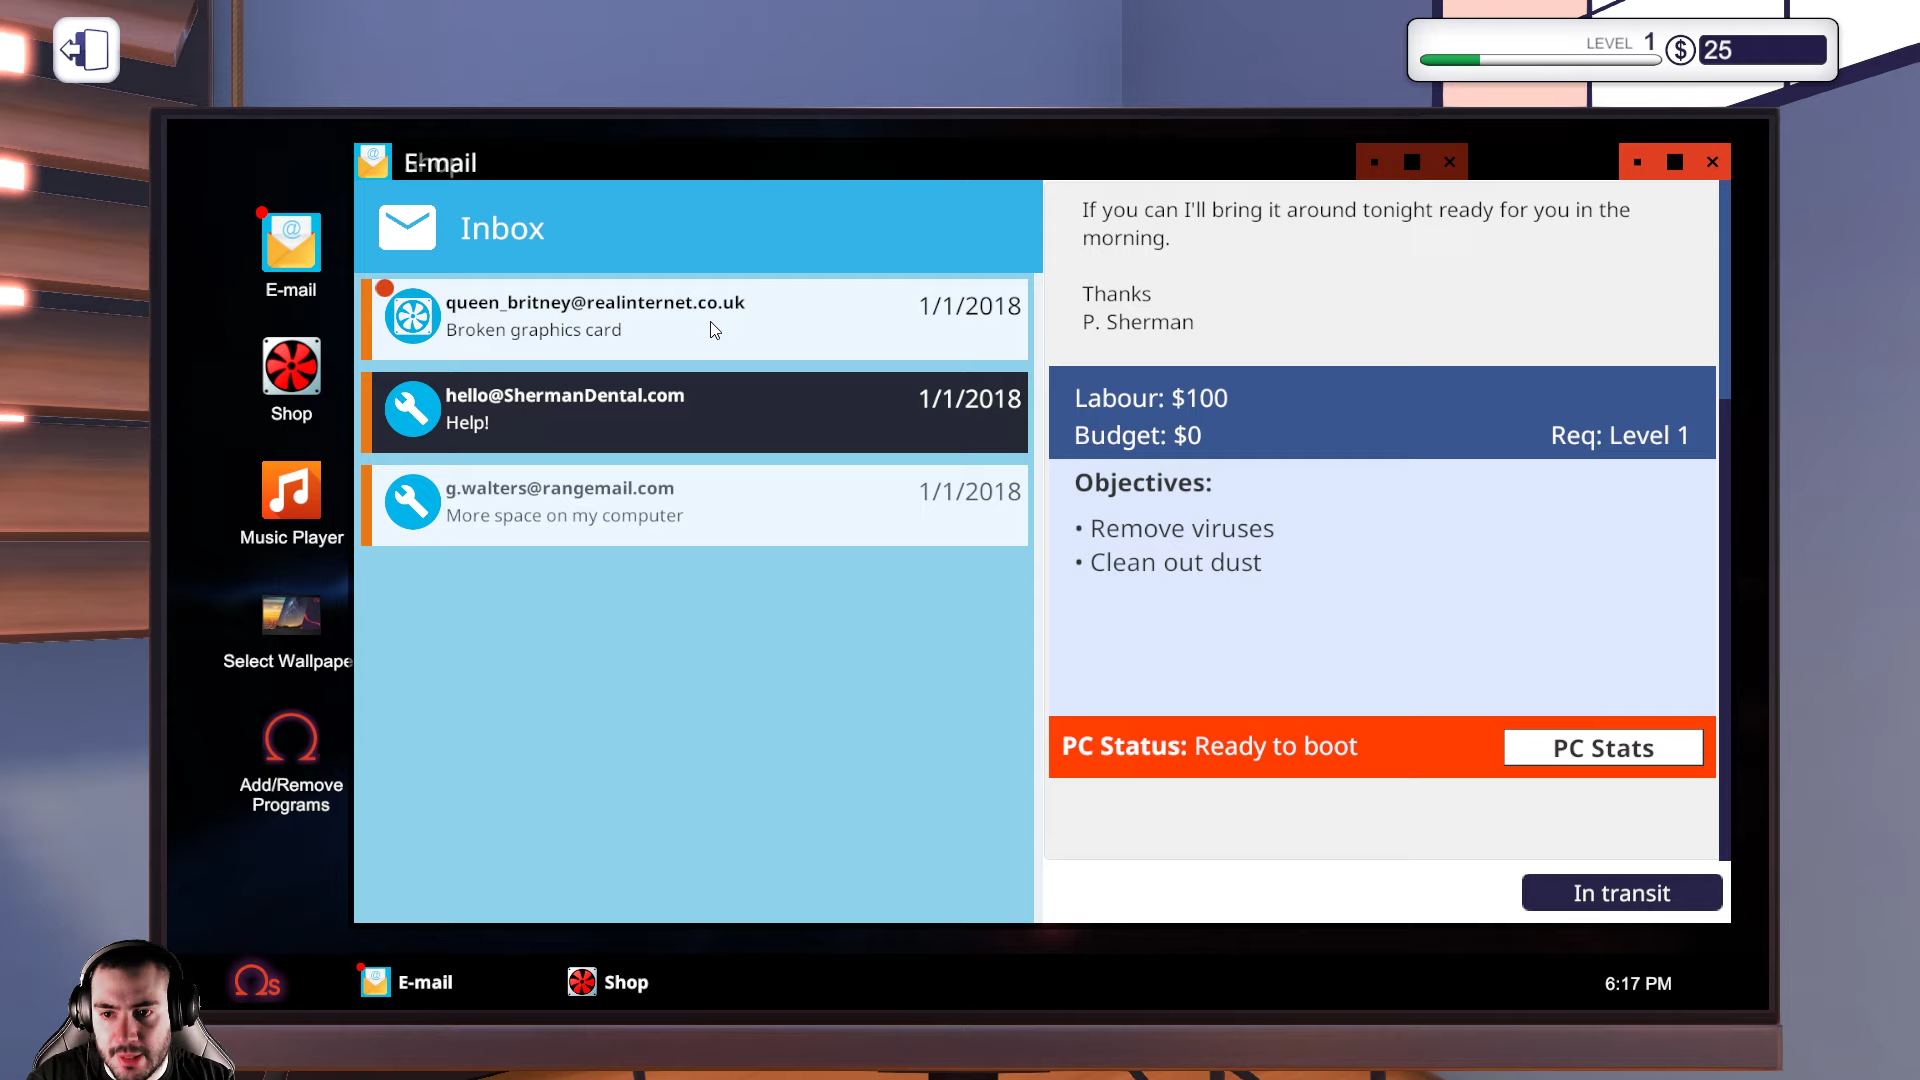 LEVEL 1 $ 25
E-mail
Inbox
queen_britney@realinternet.co.uk 1/1/2018
Broken graphics card
hello@ShermanDental.com 1/1/2018
Help!
g.walters@rangemail.com 1/1/2018
More space on my computer
If you can I'll bring it around tonight ready for you in the
morning.
Thanks
P. Sherman
Labour: $100
Budget: $0 Req: Level 1
Objectives:
• Remove viruses
• Clean out dust
PC Status: Ready to boot PC Stats
In transit
E-mail
Shop
Music Player
Select Wallpape
Add/Remove
Programs
Ωs E-mail Shop 6:17 PM